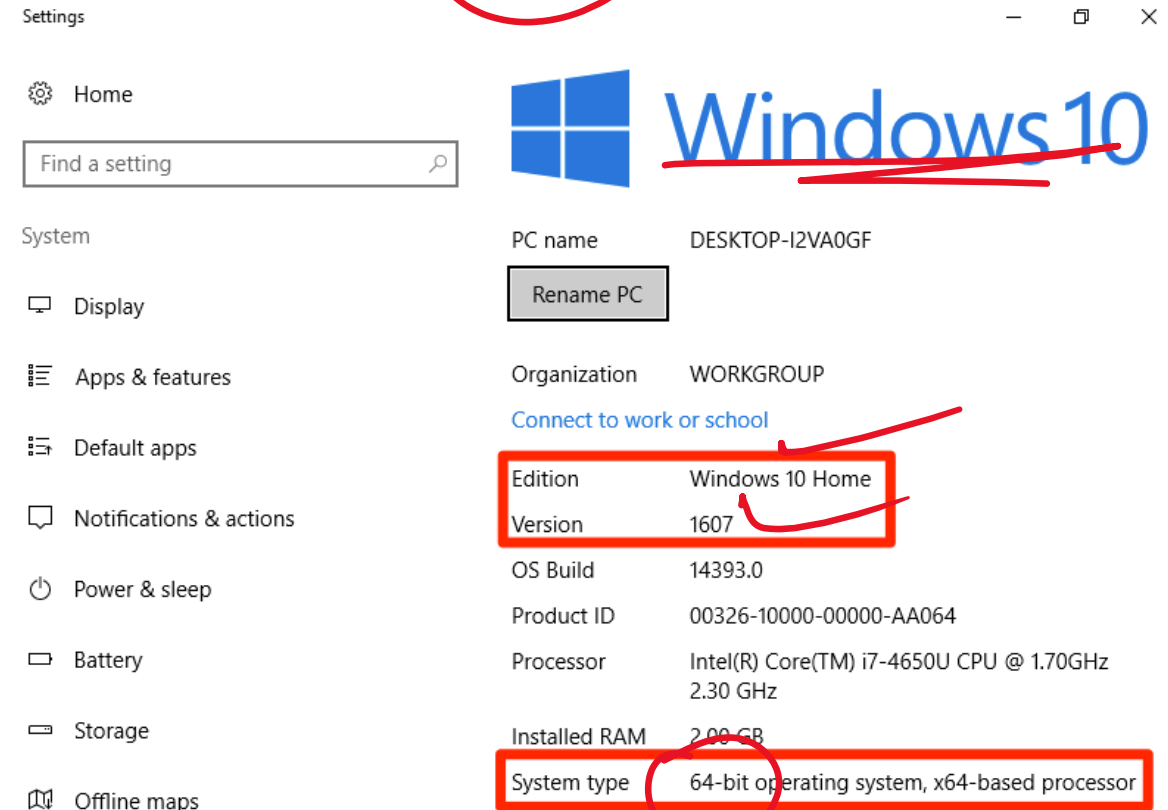 Settings
Home
Find a setting
System
Display
Apps & features
Default apps
Notifications & actions
Power & sleep
Battery
Storage
Offline maps
Windows 10
PC name DESKTOP-I2VA0GF
Rename PC
Organization WORKGROUP
Connect to work or school
Edition Windows 10 Home
Version 1607
OS Build 14393.0
Product ID 00326-10000-00000-AA064
Processor Intel(R) Core(TM) i7-4650U CPU @ 1.70GHz
2.30 GHz
Installed RAM 2.00 GB
System type 64-bit operating system, x64-based processor